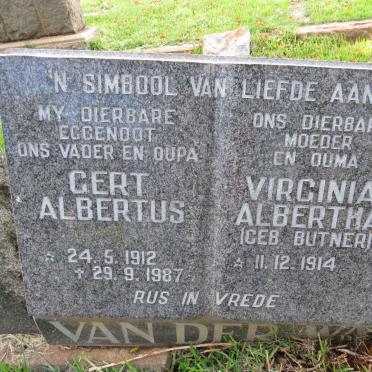 'N SIMBOOL VAN LIEFDE AAN
MY DIERBARE
EGGENOOT
ONS VADER EN OUPA
GERT
ALBERTUS
* 24.5.1912
+ 29.9.1987
ONS DIERBAR
MOEDER
EN OUMA
VIRGINIA
ALBERTHA
(GEB BUTNER)
* 11.12.1914
RUS IN VREDE
VAN DER